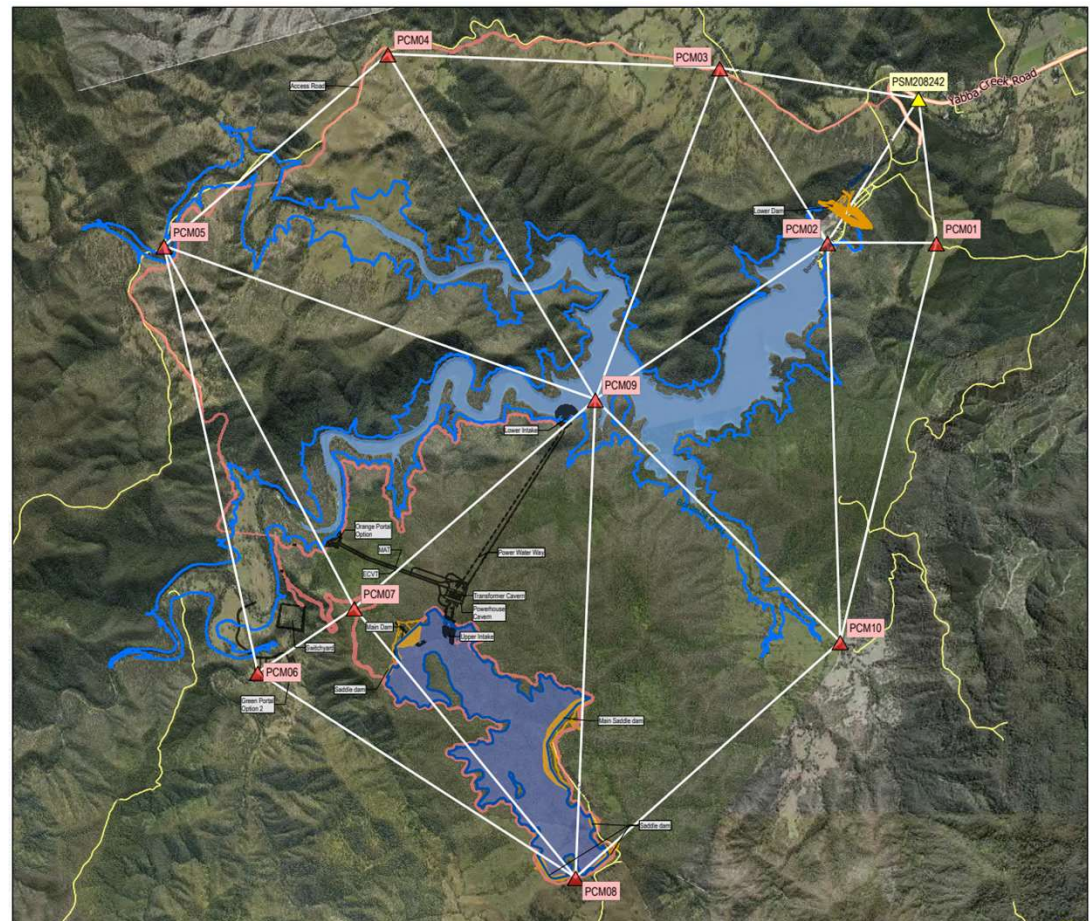 PCM04
PCM03
Access Road
PSM208242
Yabba Creek Road
Lower Dam
PCM05
PCM02
PCM01
PCM09
Lower Intake
Orange Portal
Option
MAT
ECVT
Power Water Way
Transformer Cavern
PCM07
Powerhouse
Cavern
Main Dam
Upper Intake
PCM10
Switchyard
PCM06
Saddle dam
Green Portal
Option 2
Main Saddle dam
Saddle dam
PCM08